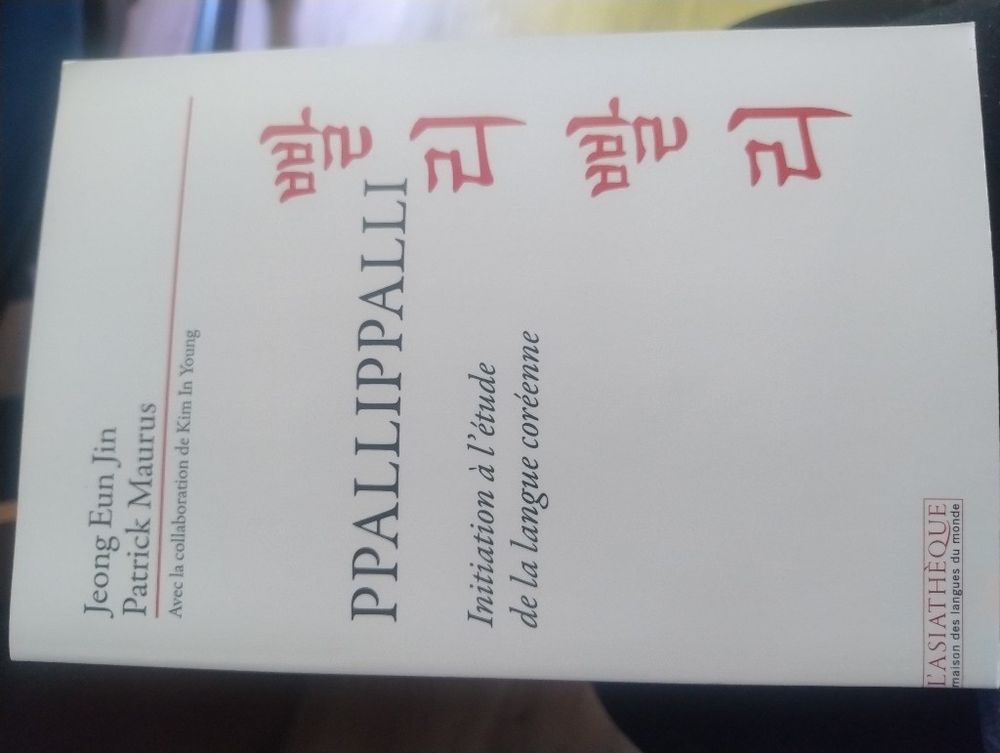 Jeong Eun Jin
Patrick Maurus
Avec la collaboration de Kim In Young
PPALLIPPALLI
Initiation à l'étude
de la langue coréenne
빨
리
빨
리
L'ASIATHÈQUE
maison des langues du monde